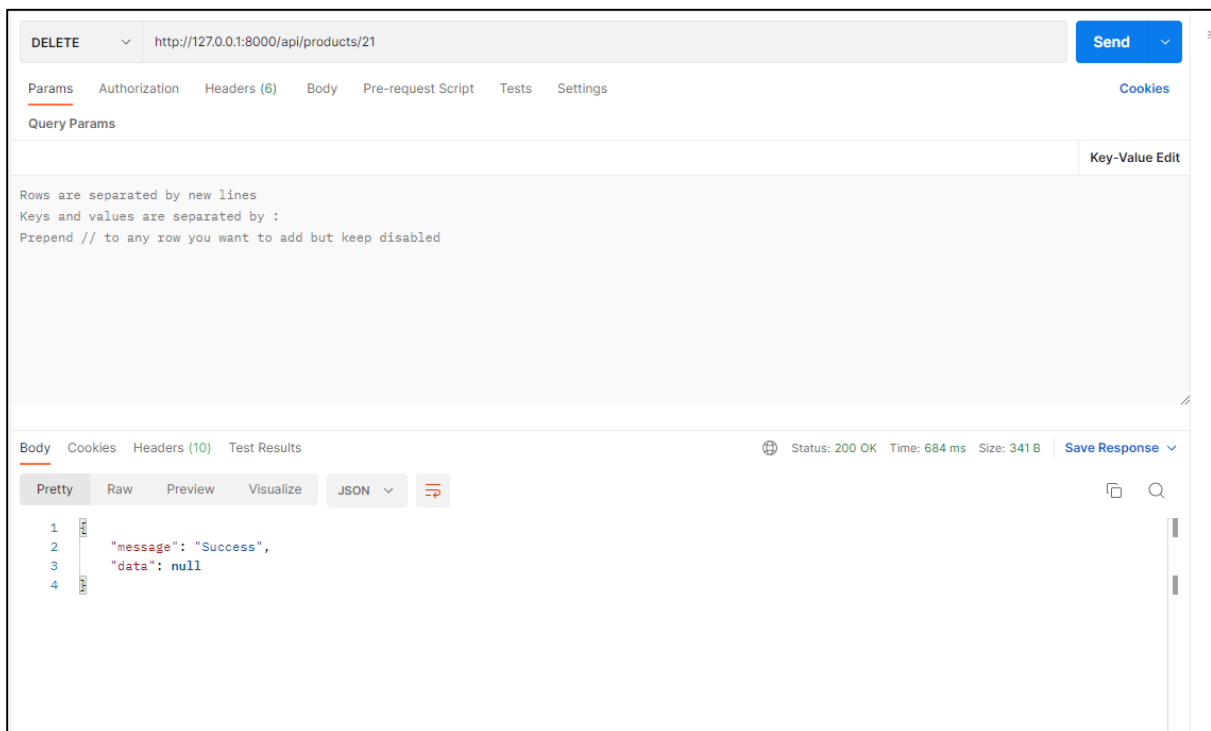 DELETE http://127.0.0.1:8000/api/products/21 Send
Params Authorization Headers (6) Body Pre-request Script Tests Settings Cookies
Query Params
Key-Value Edit
Rows are separated by new lines
Keys and values are separated by :
Prepend // to any row you want to add but keep disabled
Body Cookies Headers (10) Test Results Status: 200 OK Time: 684 ms Size: 341 B Save Response
Pretty Raw Preview Visualize JSON
1 {
2 "message": "Success",
3 "data": null
4 }